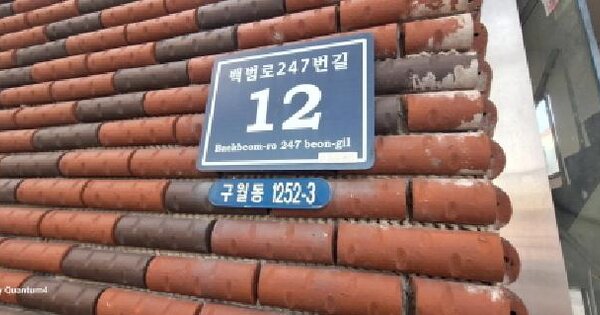 백범로247번길
12
Baekbeom-ro 247 beon-gil
구월동 1252-3
y Quantum4